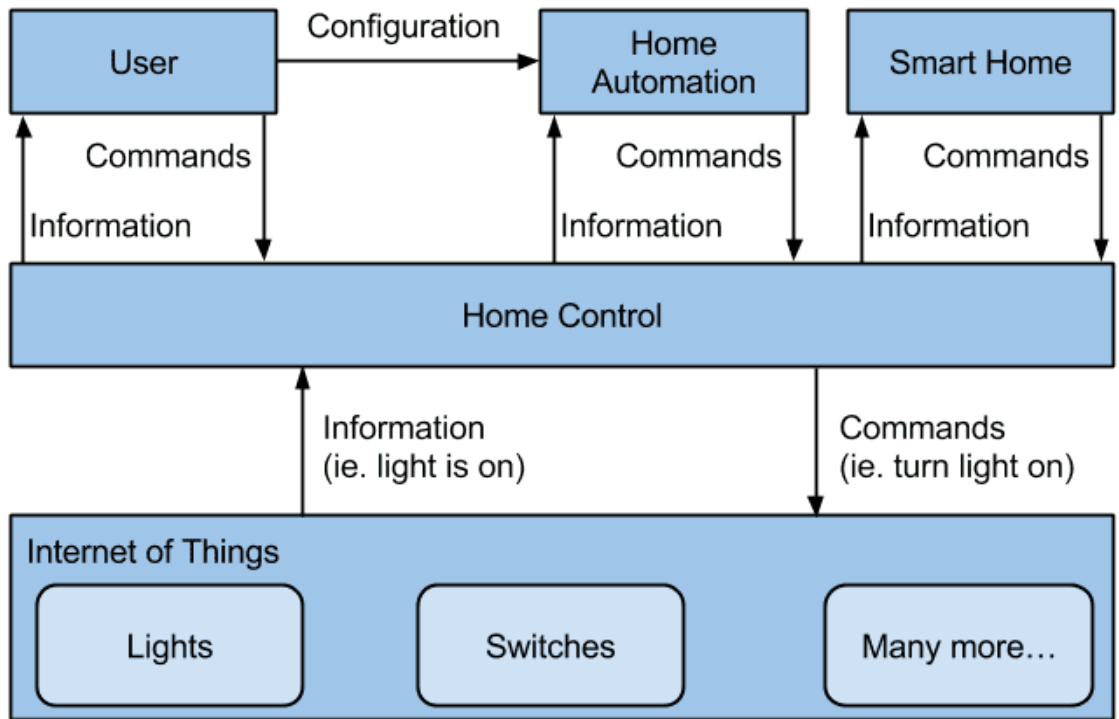 User
Configuration
Home
Automation
Smart Home
Commands
Information
Commands
Information
Commands
Information
Home Control
Information
(ie. light is on)
Commands
(ie. turn light on)
Internet of Things
Lights
Switches
Many more…